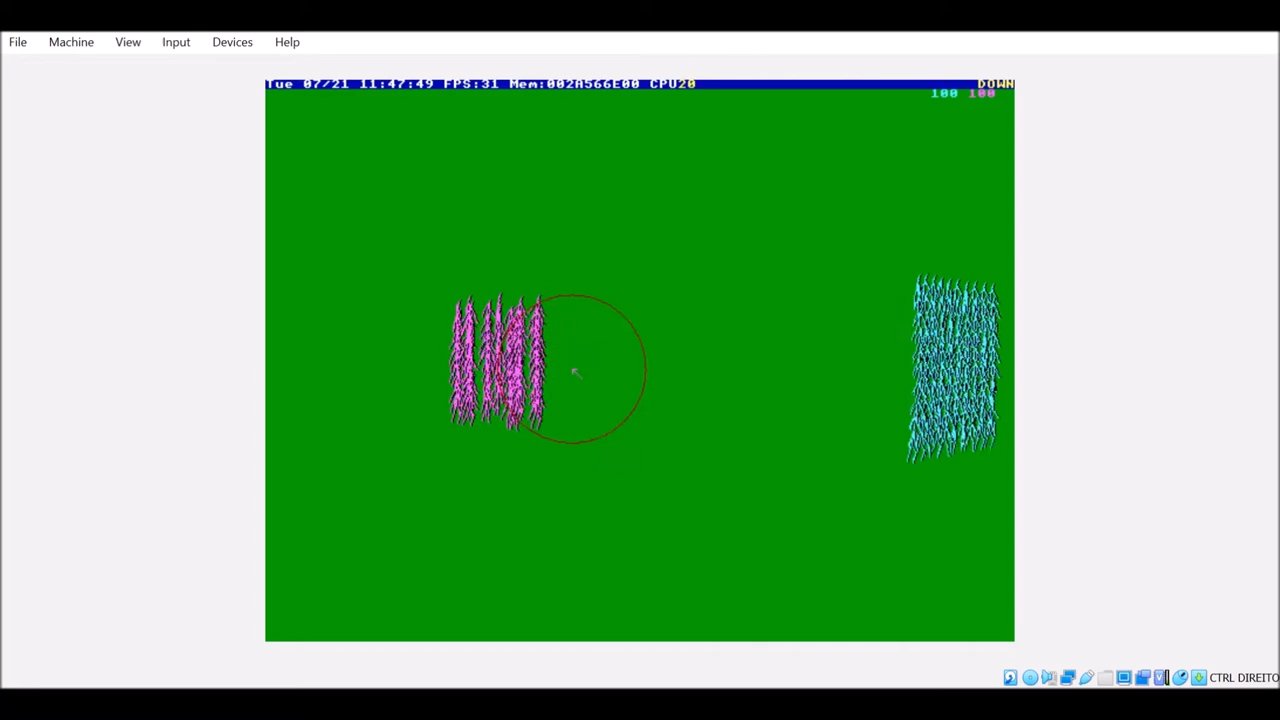 File Machine View Input Devices Help
Tue 07/21 11:47:49 FPS:31 Mem:002A566E00 CPU20 DOWN
100 100
CTRL DIREITO